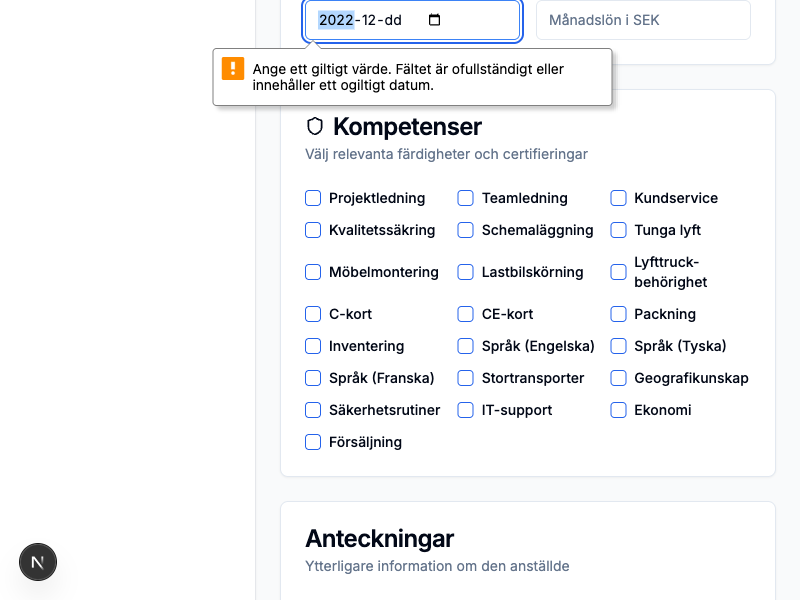 2022-12-dd
Månadslön i SEK
Ange ett giltigt värde. Fältet är ofullständigt eller
innehåller ett ogiltigt datum.
Kompetenser
Välj relevanta färdigheter och certifieringar
Projektledning
Teamledning
Kundservice
Kvalitetssäkring
Schemaläggning
Tunga lyft
Möbelmontering
Lastbilskörning
Lyfttruck-
behörighet
C-kort
CE-kort
Packning
Inventering
Språk (Engelska)
Språk (Tyska)
Språk (Franska)
Stortransporter
Geografikunskap
Säkerhetsrutiner
IT-support
Ekonomi
Försäljning
Anteckningar
Ytterligare information om den anställde
N